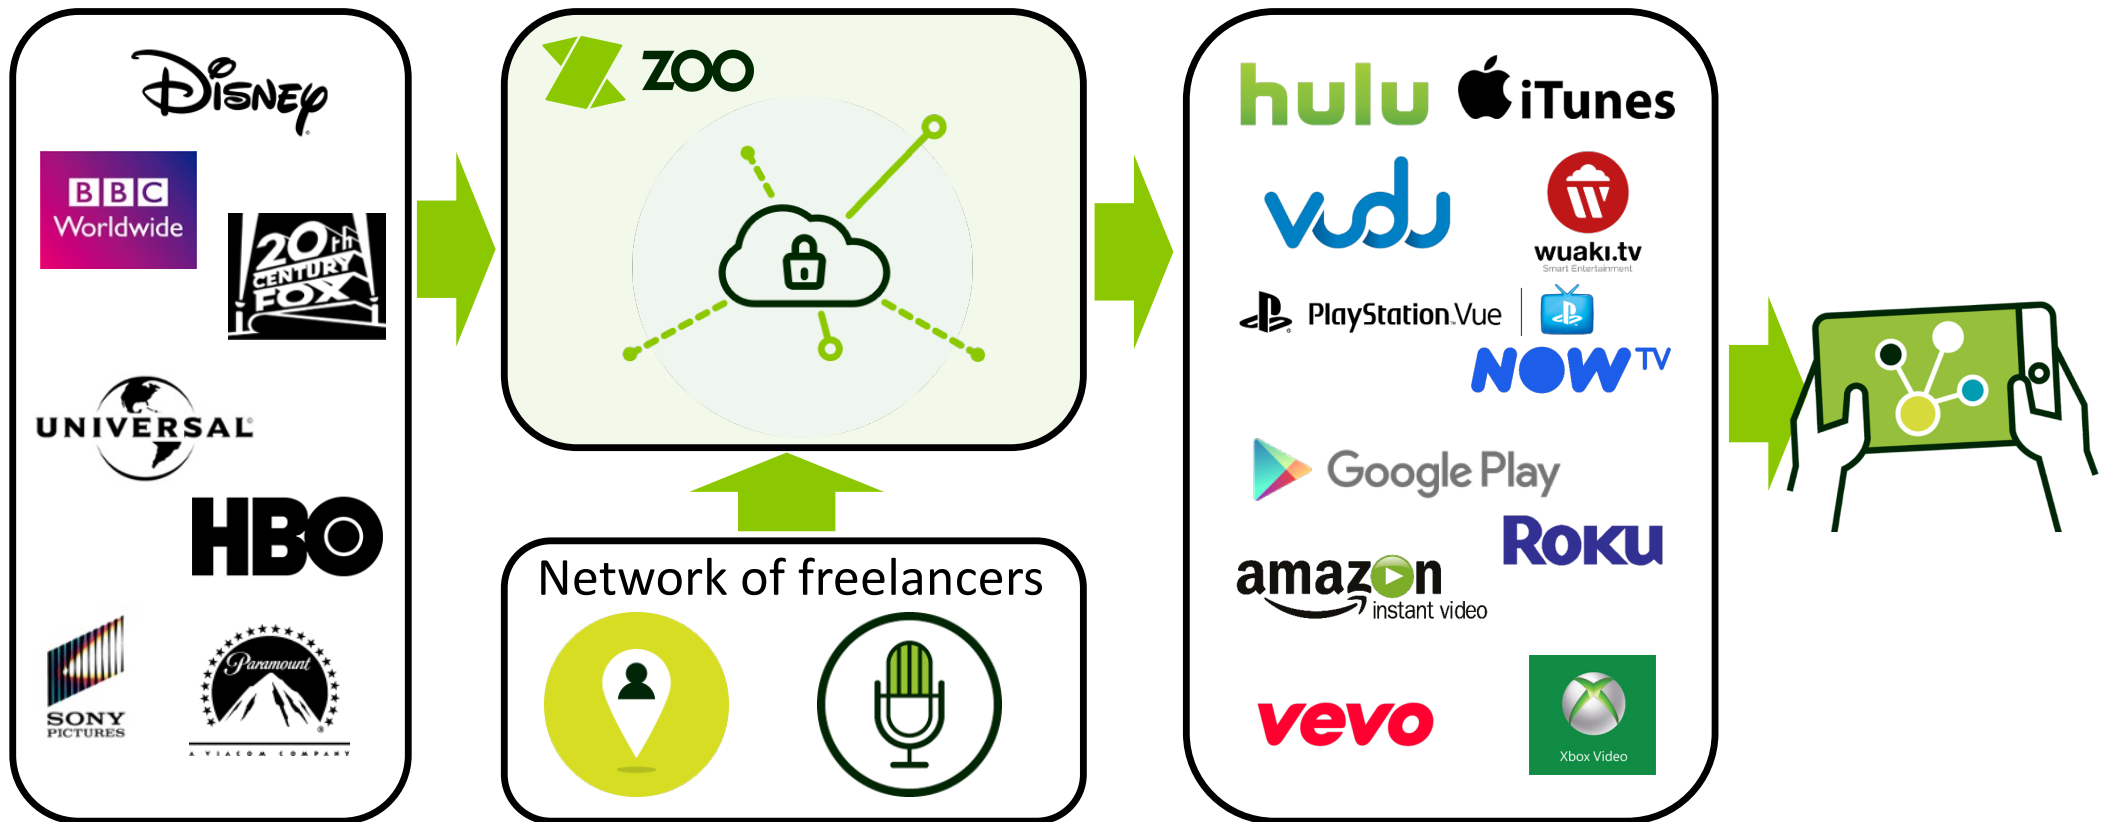 Disney
BBC
Worldwide
20th
CENTURY
FOX
UNIVERSAL
HBO
SONY
PICTURES
Paramount
A VIACOM COMPANY
ZOO
Network of freelancers
hulu
iTunes
vudu
wuaki.tv
Smart Entertainment
PlayStation.Vue
NOW TV
Google Play
ROKU
amazon
instant video
vevo
Xbox Video